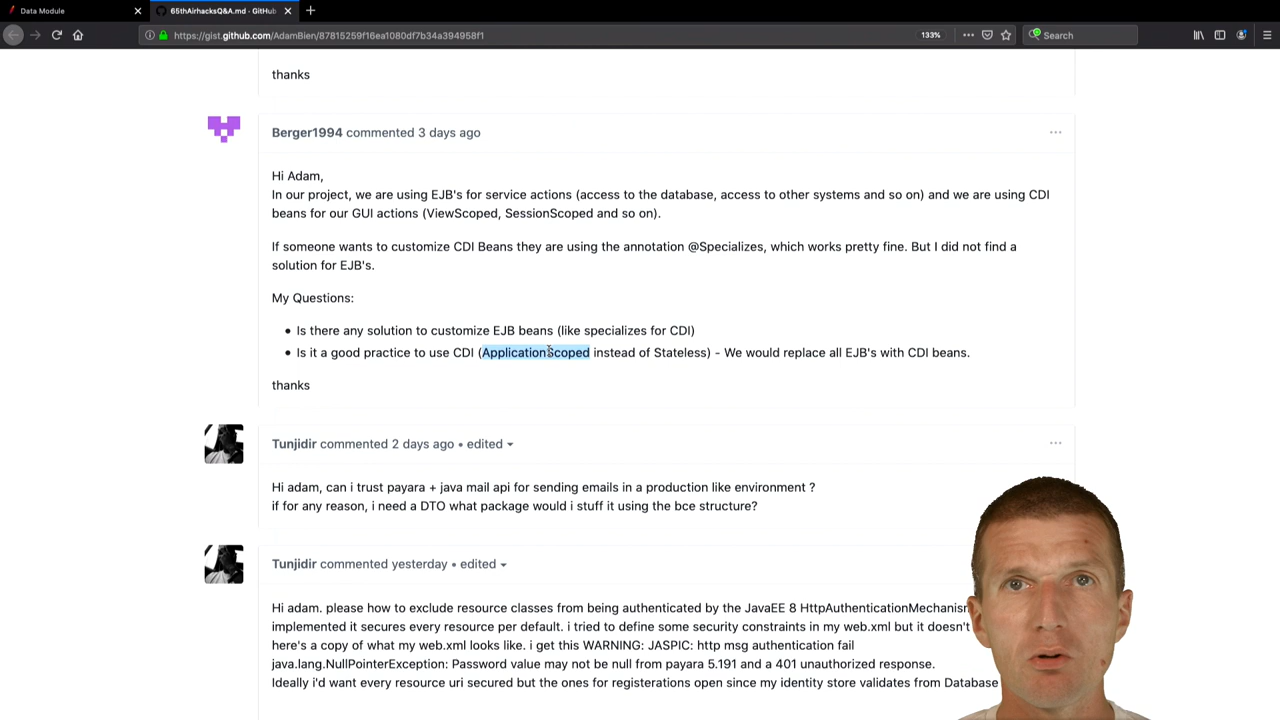 Data Module
65thAirhacksQ&A.md · GitHub
https://gist.github.com/AdamBien/87815259f16ea1080df7b34a394958f1
133%
Search
thanks
Berger1994 commented 3 days ago
Hi Adam,
In our project, we are using EJB's for service actions (access to the database, access to other systems and so on) and we are using CDI
beans for our GUI actions (ViewScoped, SessionScoped and so on).
If someone wants to customize CDI Beans they are using the annotation @Specializes, which works pretty fine. But I did not find a
solution for EJB's.
My Questions:
• Is there any solution to customize EJB beans (like specializes for CDI)
• Is it a good practice to use CDI (ApplicationScoped instead of Stateless) - We would replace all EJB's with CDI beans.
thanks
Tunjidir commented 2 days ago • edited
Hi adam, can i trust payara + java mail api for sending emails in a production like environment ?
if for any reason, i need a DTO what package would i stuff it using the bce structure?
Tunjidir commented yesterday • edited
Hi adam. please how to exclude resource classes from being authenticated by the JavaEE 8 HttpAuthenticationMechanism
implemented it secures every resource per default. i tried to define some security constraints in my web.xml but it doesn't
here's a copy of what my web.xml looks like. i get this WARNING: JASPIC: http msg authentication fail
java.lang.NullPointerException: Password value may not be null from payara 5.191 and a 401 unauthorized response.
Ideally i'd want every resource uri secured but the ones for registerations open since my identity store validates from Database